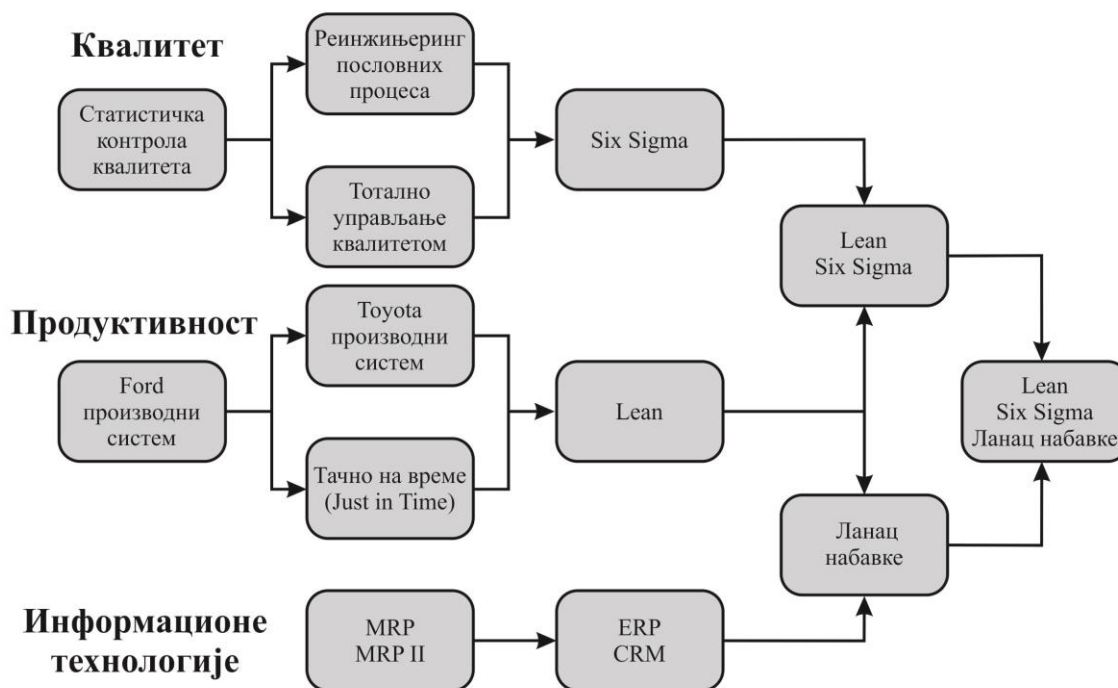 Квалитет
Статистичка
контрола
квалитета
Реинжињеринг
пословних
процеса
Тотално
управљање
квалитетом
Six Sigma
Lean
Six Sigma
Продуктивност
Ford
производни
систем
Toyota
производни
систем
Тачно на време
(Just in Time)
Lean
Lean
Six Sigma
Ланац набавке
Ланац
набавке
Информационе
технологије
MRP
MRP II
ERP
CRM